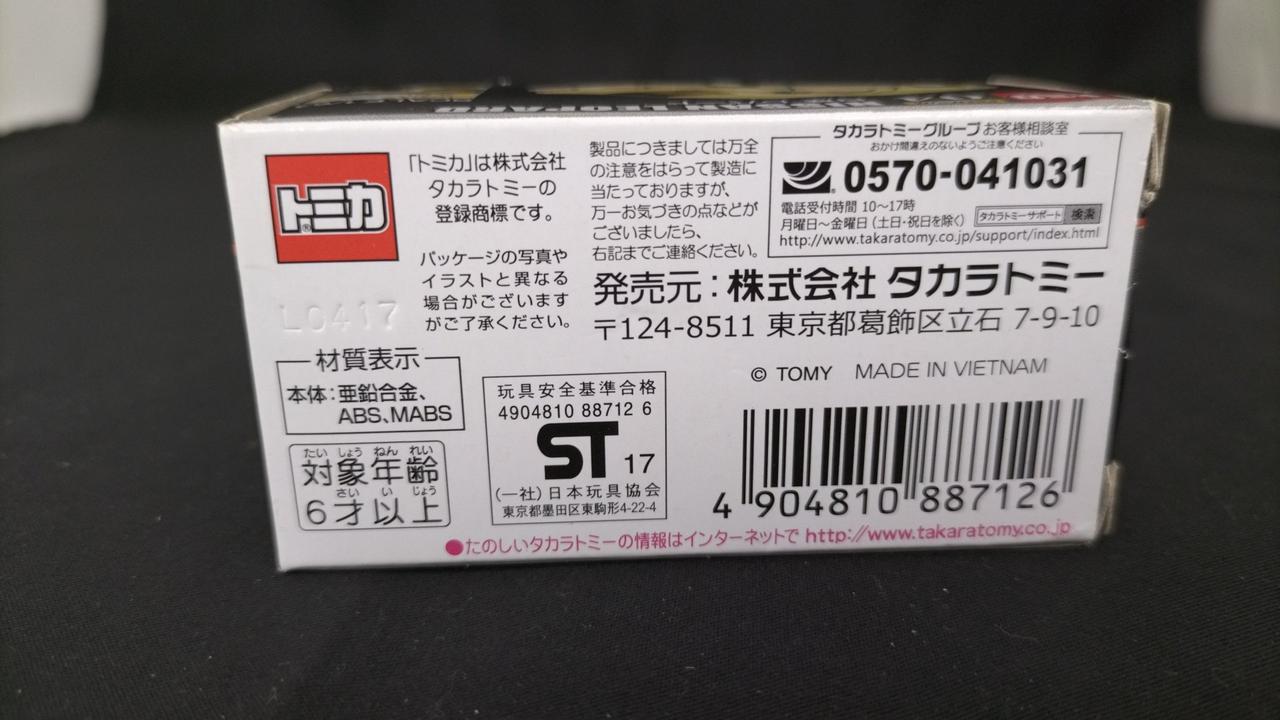 トミカ
®
「トミカ」は株式会社
タカラトミーの
登録商標です。
パッケージの写真や
イラストと異なる
場合がございます
がご了承ください。
L0417
製品につきましては万全
の注意をはらって製造に
当たっておりますが、
万一お気づきの点などが
ございましたら、
右記までご連絡ください。
タカラトミーグループお客様相談室
おかけ間違えのないようご注意ください
0570-041031
電話受付時間 10〜17時
月曜日〜金曜日(土日・祝日を除く) タカラトミーサポート 検索
http://www.takaratomy.co.jp/support/index.html
発売元:株式会社 タカラトミー
〒124-8511 東京都葛飾区立石 7-9-10
© TOMY MADE IN VIETNAM
材質表示
本体:亜鉛合金、
ABS、MABS
たい しょう ねん れい
対象年齢
さい い じょう
6才以上
玩具安全基準合格
4904810 88712 6
ST 17
(一社)日本玩具協会
東京都墨田区東駒形4-22-4
4 904810 887126
●たのしいタカラトミーの情報はインターネットで http://www.takaratomy.co.jp